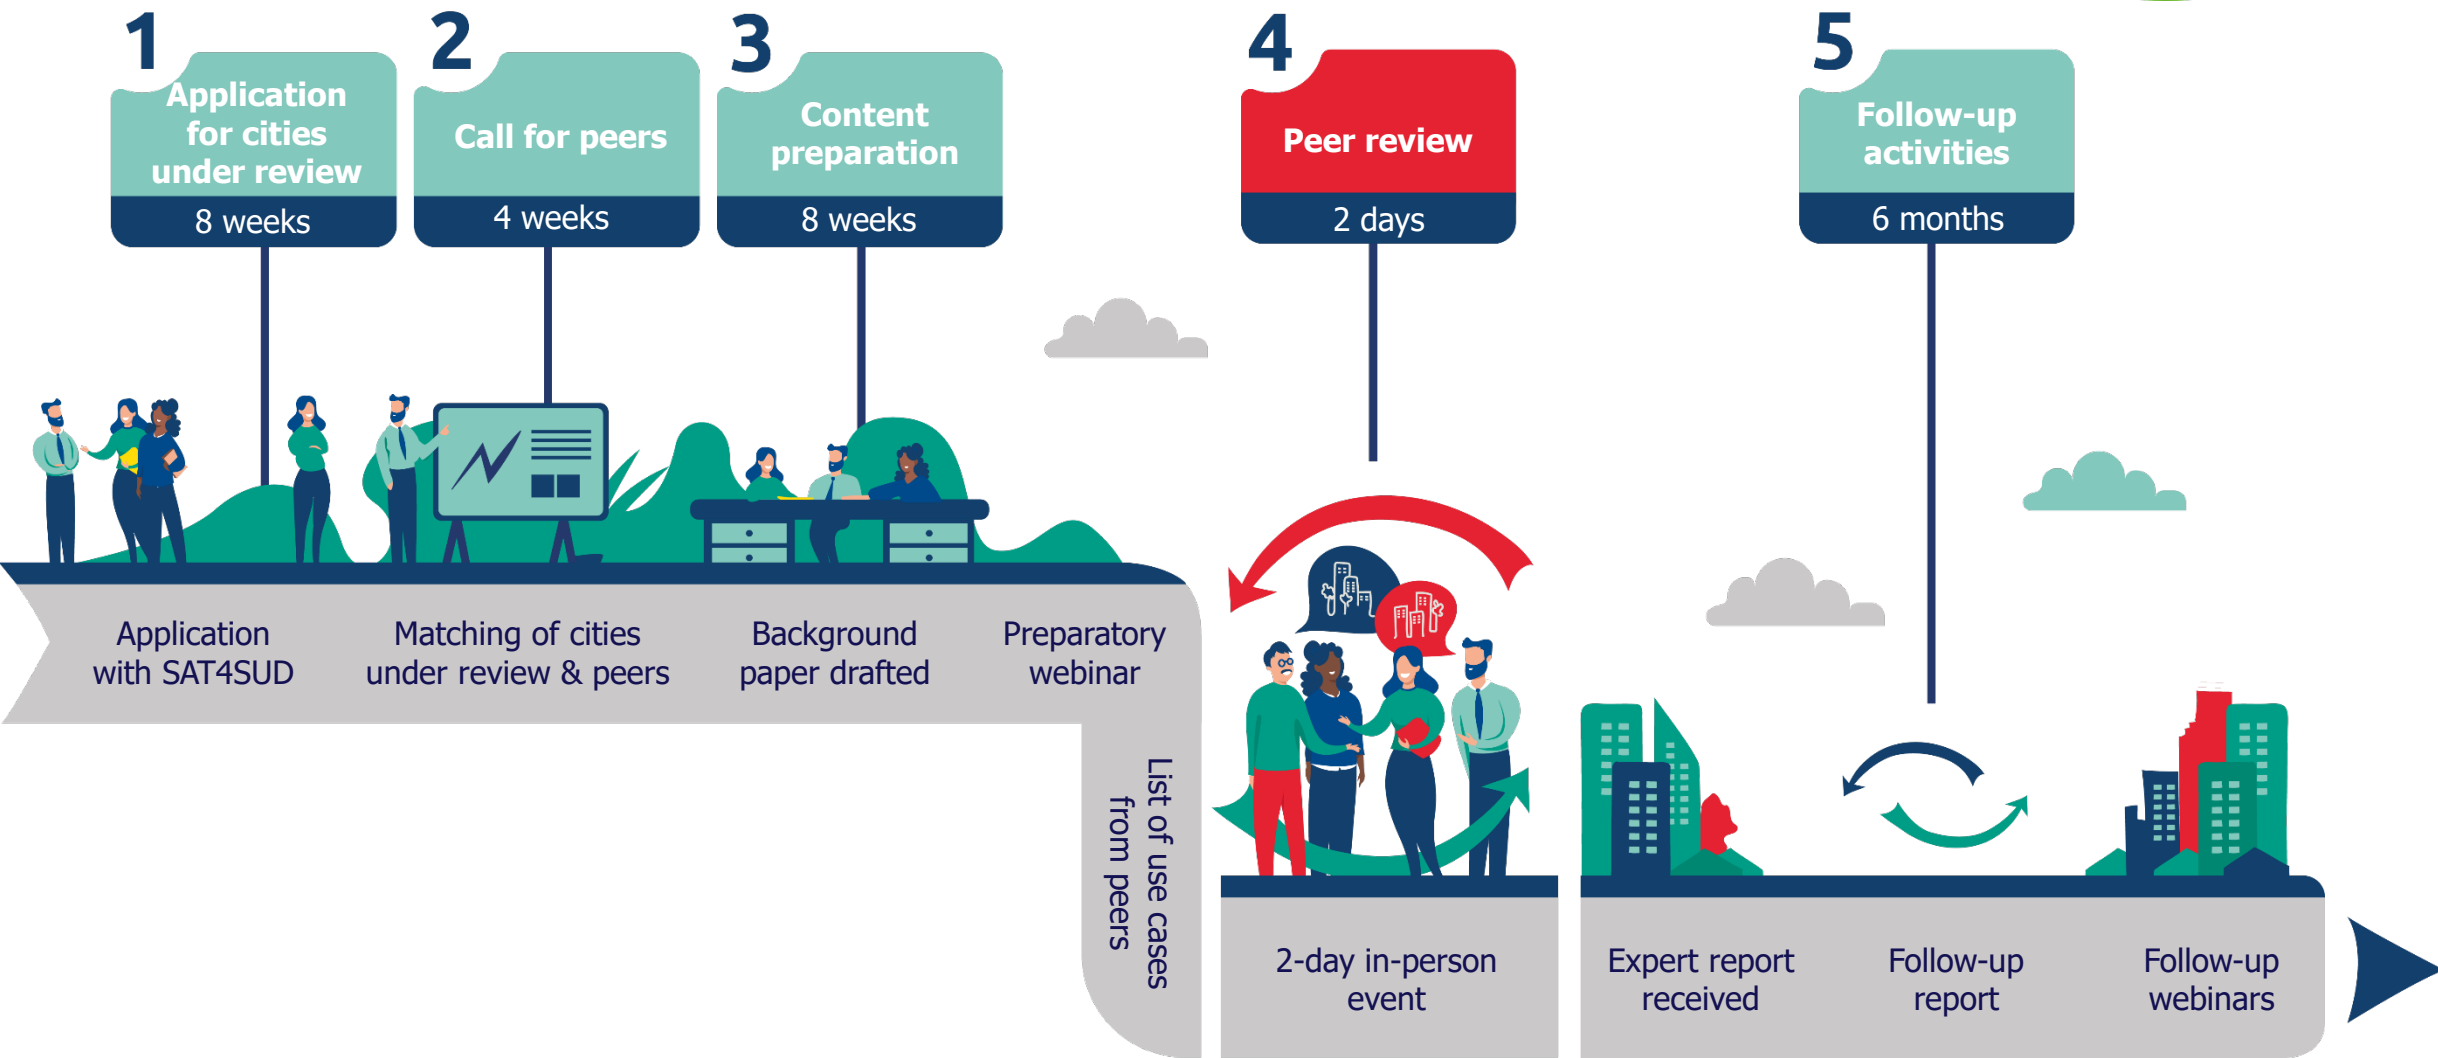 1
Application
for cities
under review
8 weeks
2
Call for peers
4 weeks
3
Content
preparation
8 weeks
4
Peer review
2 days
5
Follow-up
activities
6 months
Application
with SAT4SUD
Matching of cities
under review & peers
Background
paper drafted
Preparatory
webinar
List of use cases
from peers
2-day in-person
event
Expert report
received
Follow-up
report
Follow-up
webinars